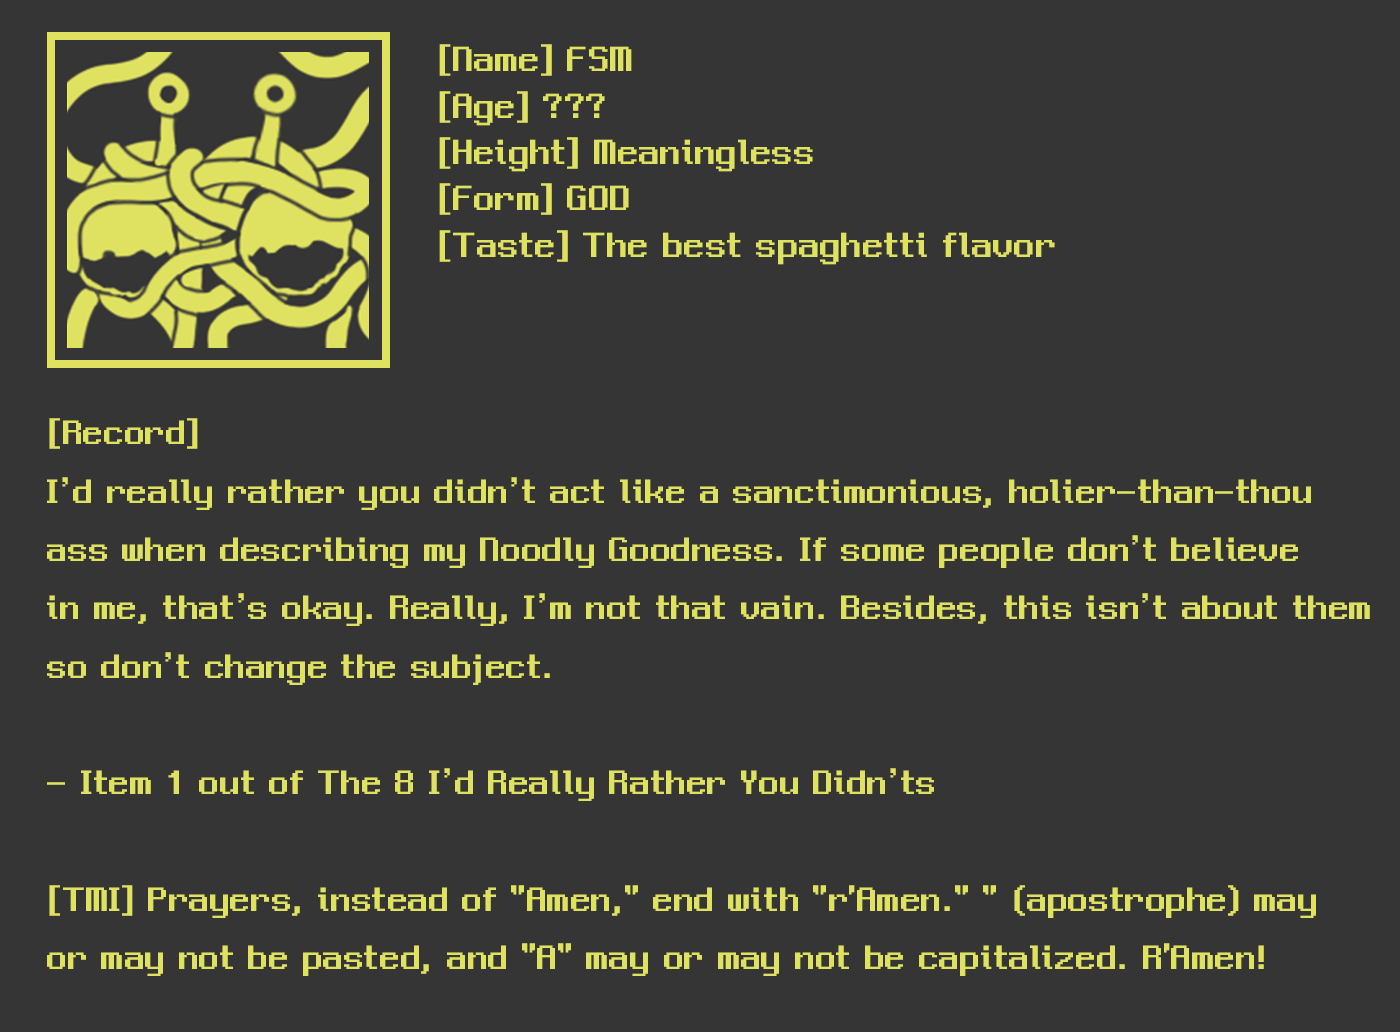 [Name] FSM
[Age] ???
[Height] Meaningless
[Form] GOD
[Taste] The best spaghetti flavor
[Record]
I'd really rather you didn't act like a sanctimonious, holier-than-thou
ass when describing my Noodly Goodness. If some people don't believe
in me, that's okay. Really, I'm not that vain. Besides, this isn't about them
so don't change the subject.
- Item 1 out of The 8 I'd Really Rather You Didn'ts
[TMI] Prayers, instead of "Amen," end with "r'Amen." " (apostrophe) may
or may not be pasted, and "A" may or may not be capitalized. R'Amen!